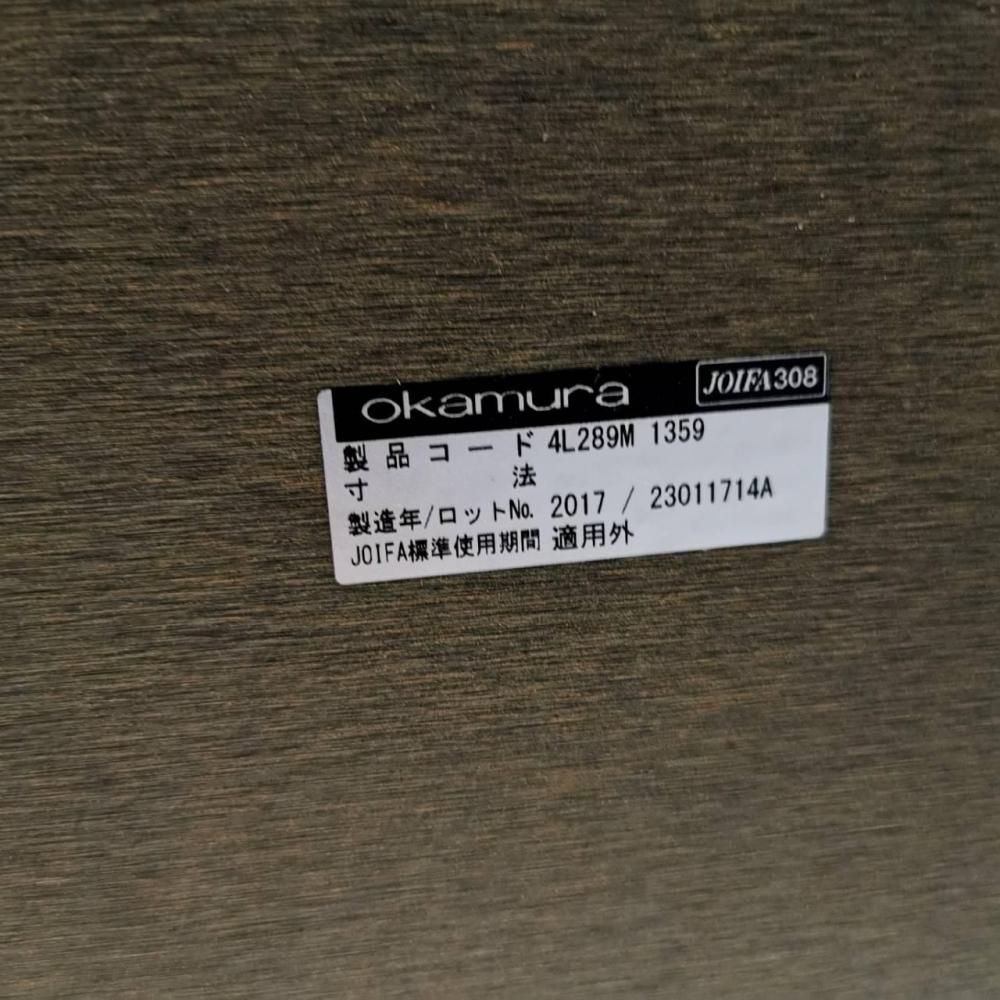 okamura JOIFA308
製品コード 4L289M 1359
寸法
製造年/ロットNo. 2017 / 23011714A
JOIFA標準使用期間 適用外